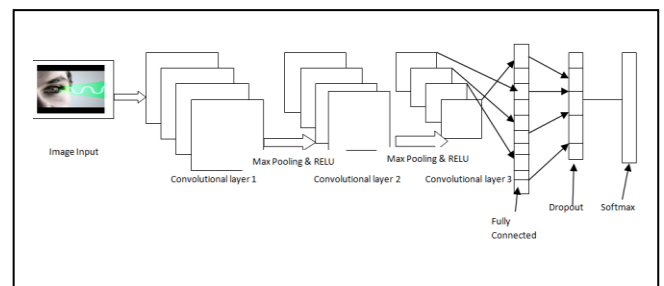 Image Input
Convolutional layer 1
Max Pooling & RELU
Convolutional layer 2
Max Pooling & RELU
Convolutional layer 3
Fully
Connected
Dropout
Softmax